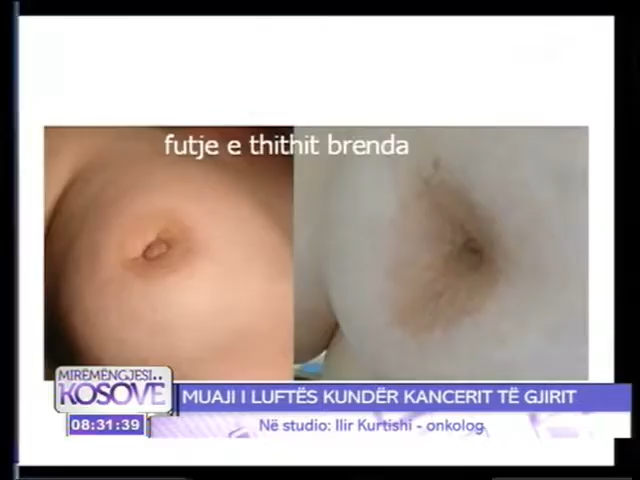 futje e thithit brenda
MIRËMËNGJESI..
KOSOVË
MUAJI I LUFTËS KUNDËR KANCERIT TË GJIRIT
08:31:39
Në studio: Ilir Kurtishi - onkolog